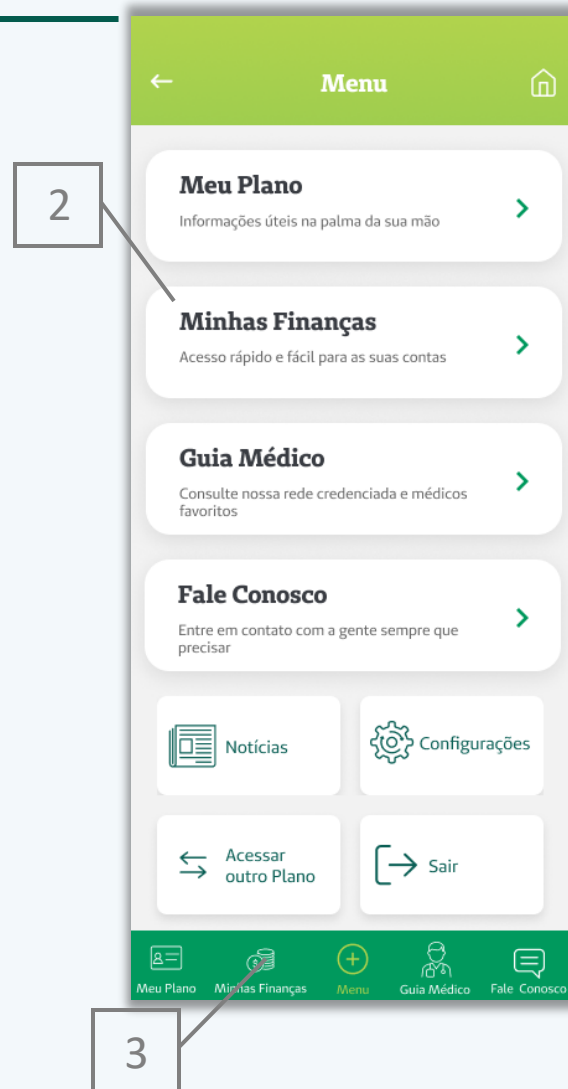 Menu
Meu Plano
Informações úteis na palma da sua mão
2
Minhas Finanças
Acesso rápido e fácil para as suas contas
Guia Médico
Consulte nossa rede credenciada e médicos
favoritos
Fale Conosco
Entre em contato com a gente sempre que
precisar
Notícias
Configurações
Acessar
outro Plano
Sair
Meu Plano Minhas Finanças Menu Guia Médico Fale Conosco
3